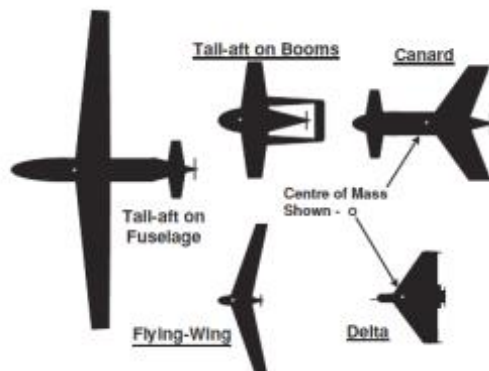 Tail-aft on Booms
Canard
Centre of Mass
Shown - o
Tail-aft on
Fuselage
Flying-Wing
Delta